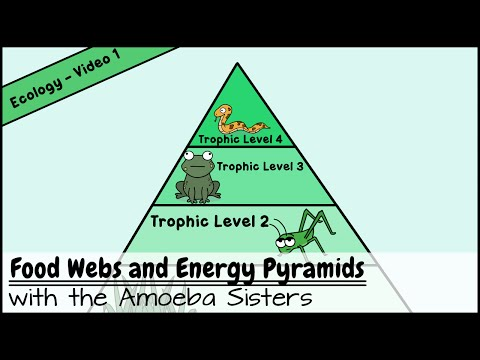 Ecology - Video 1
Trophic Level 4
Trophic Level 3
Trophic Level 2
Food Webs and Energy Pyramids
with the Amoeba Sisters